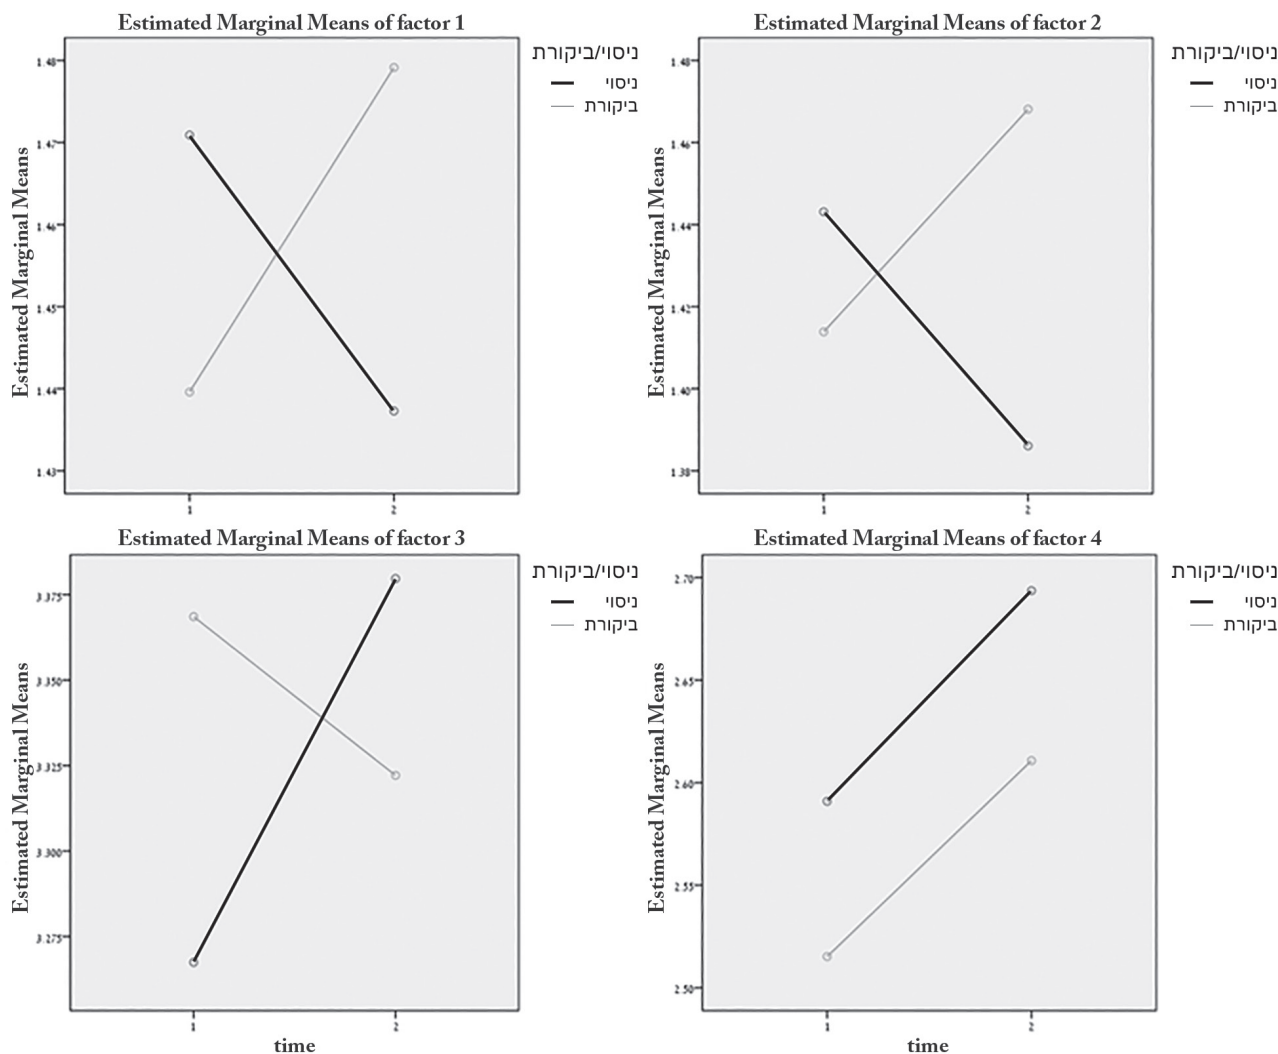 Estimated Marginal Means of factor 1
ניסוי/ביקורת
ניסוי
ביקורת
Estimated Marginal Means
1.48
1.47
1.46
1.45
1.44
1.43
1
2
Estimated Marginal Means of factor 2
ניסוי/ביקורת
ניסוי
ביקורת
Estimated Marginal Means
1.48
1.46
1.44
1.42
1.40
1.38
1
2
Estimated Marginal Means of factor 3
ניסוי/ביקורת
ניסוי
ביקורת
Estimated Marginal Means
3.375
3.350
3.325
3.300
3.275
1
2
time
Estimated Marginal Means of factor 4
ניסוי/ביקורת
ניסוי
ביקורת
Estimated Marginal Means
2.70
2.65
2.60
2.55
2.50
1
2
time